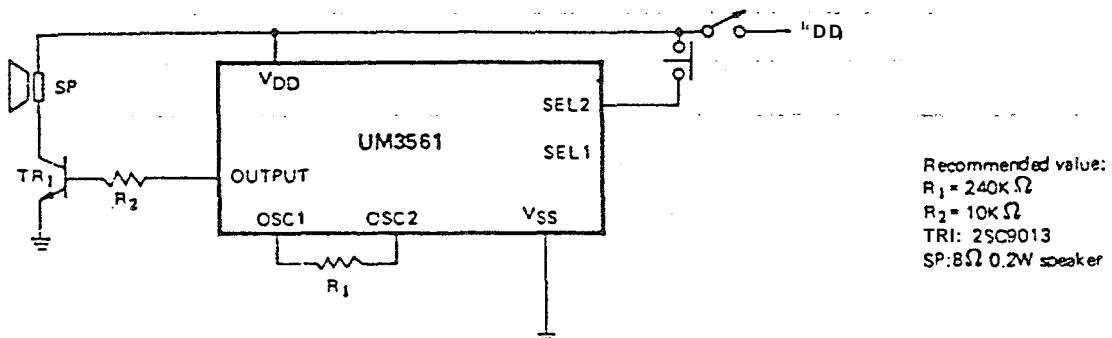 VDD
SP
VDD
SEL2
UM3561
SEL1
TR1
R2
OUTPUT
OSC1
OSC2
VSS
R1
Recommended value:
R1 = 240K Ω
R2 = 10K Ω
TRI: 2SC9013
SP:8Ω 0.2W speaker